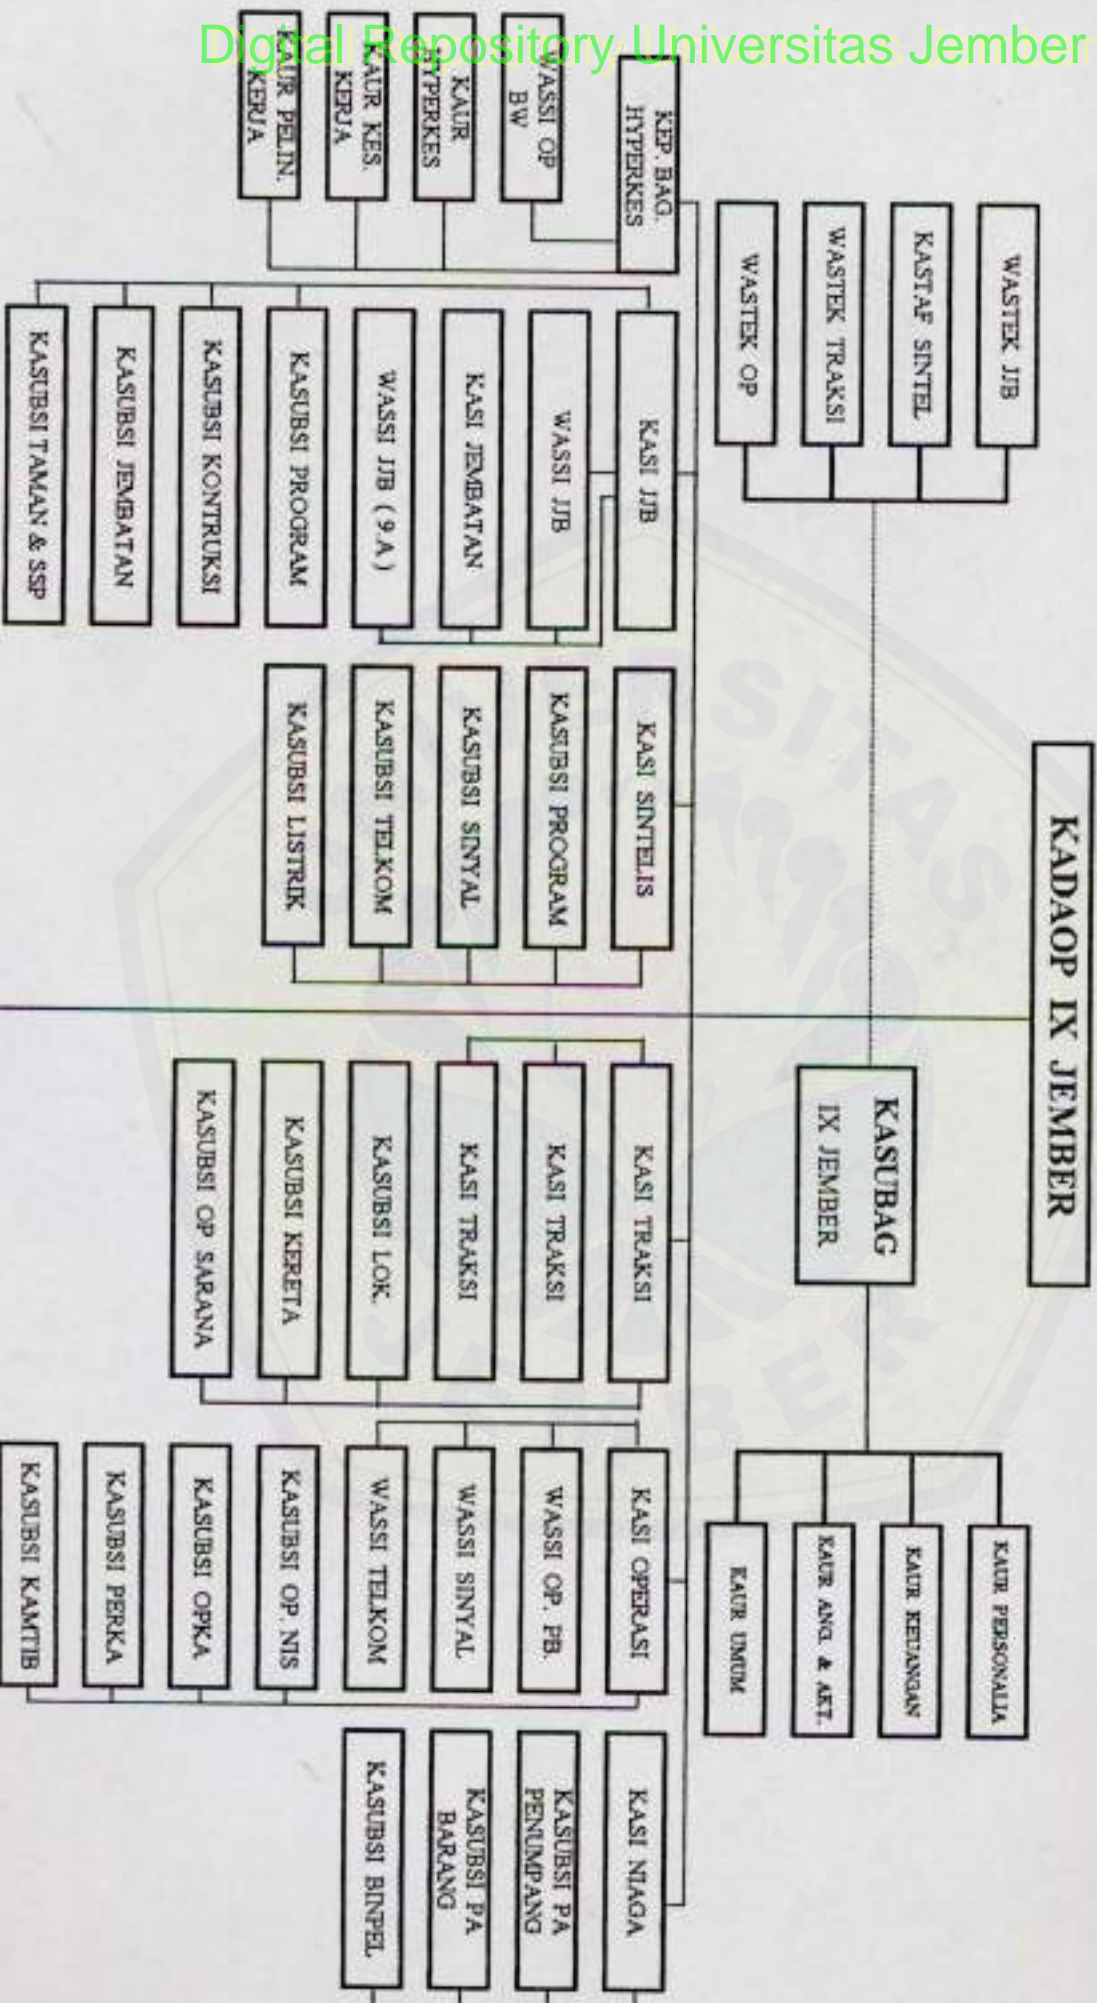 Digital Repository Universitas Jember
KADAOP IX JEMBER
KASUBAG
IX JEMBER
WASTEK JJB
KASTAF SINTEL
WASTEK TRAKSI
WASTEK OP
KAUR PERSONALIA
KAUR KEUANGAN
KAUR ANG. & AKT.
KAUR UMUM
KEP. BAG.
HYPERKES
WASSI OP
BW
KAUR
HYPERKES
KAUR KES.
KERJA
KAUR PELIN.
KERJA
KASI JJB
WASSI JJB
KASI JEMBATAN
WASSI JJB ( 9.A )
KASUBSI PROGRAM
KASUBSI KONTRUKSI
KASUBSI JEMBATAN
KASUBSI TAMAN & SSP
KASI SINTELIS
KASUBSI PROGRAM
KASUBSI SINYAL
KASUBSI TELKOM
KASUBSI LISTRIK
KASI TRAKSI
KASI TRAKSI
KASI TRAKSI
KASUBSI LOK.
KASUBSI KERETA
KASUBSI OP SARANA
KASI OPERASI
WASSI OP. PB.
WASSI SINYAL
WASSI TELKOM
KASUBSI OP. NIS
KASUBSI OPKA
KASUBSI PERKA
KASUBSI KAMTIB
KASI NIAGA
KASUBSI PA
PENUMPANG
KASUBSI PA
BARANG
KASUBSI BINPEL
UNIVERSITAS
JEMBER